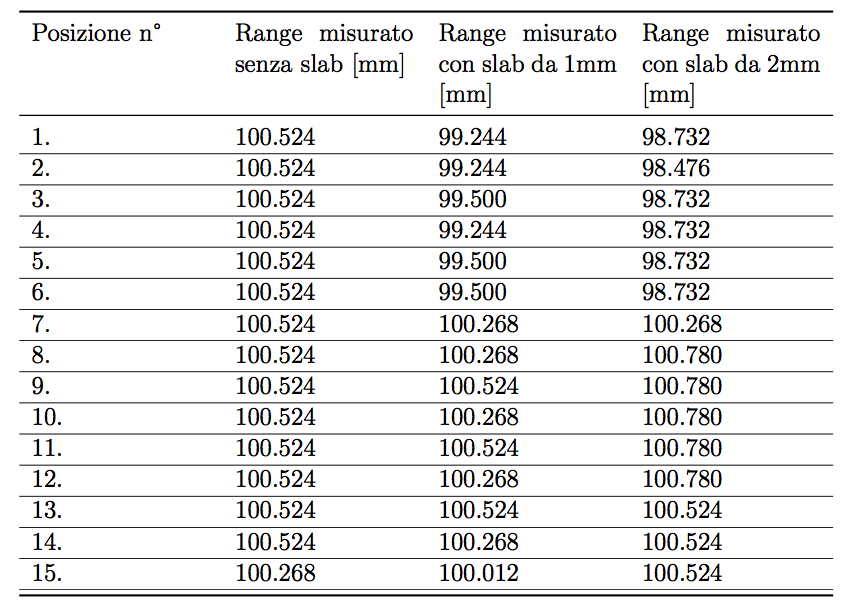 Posizione n° Range misurato Range misurato Range misurato
senza slab [mm] con slab da 1mm con slab da 2mm
[mm] [mm]
1. 100.524 99.244 98.732
2. 100.524 99.244 98.476
3. 100.524 99.500 98.732
4. 100.524 99.244 98.732
5. 100.524 99.500 98.732
6. 100.524 99.500 98.732
7. 100.524 100.268 100.268
8. 100.524 100.268 100.780
9. 100.524 100.524 100.780
10. 100.524 100.268 100.780
11. 100.524 100.524 100.780
12. 100.524 100.268 100.780
13. 100.524 100.524 100.524
14. 100.524 100.268 100.524
15. 100.268 100.012 100.524